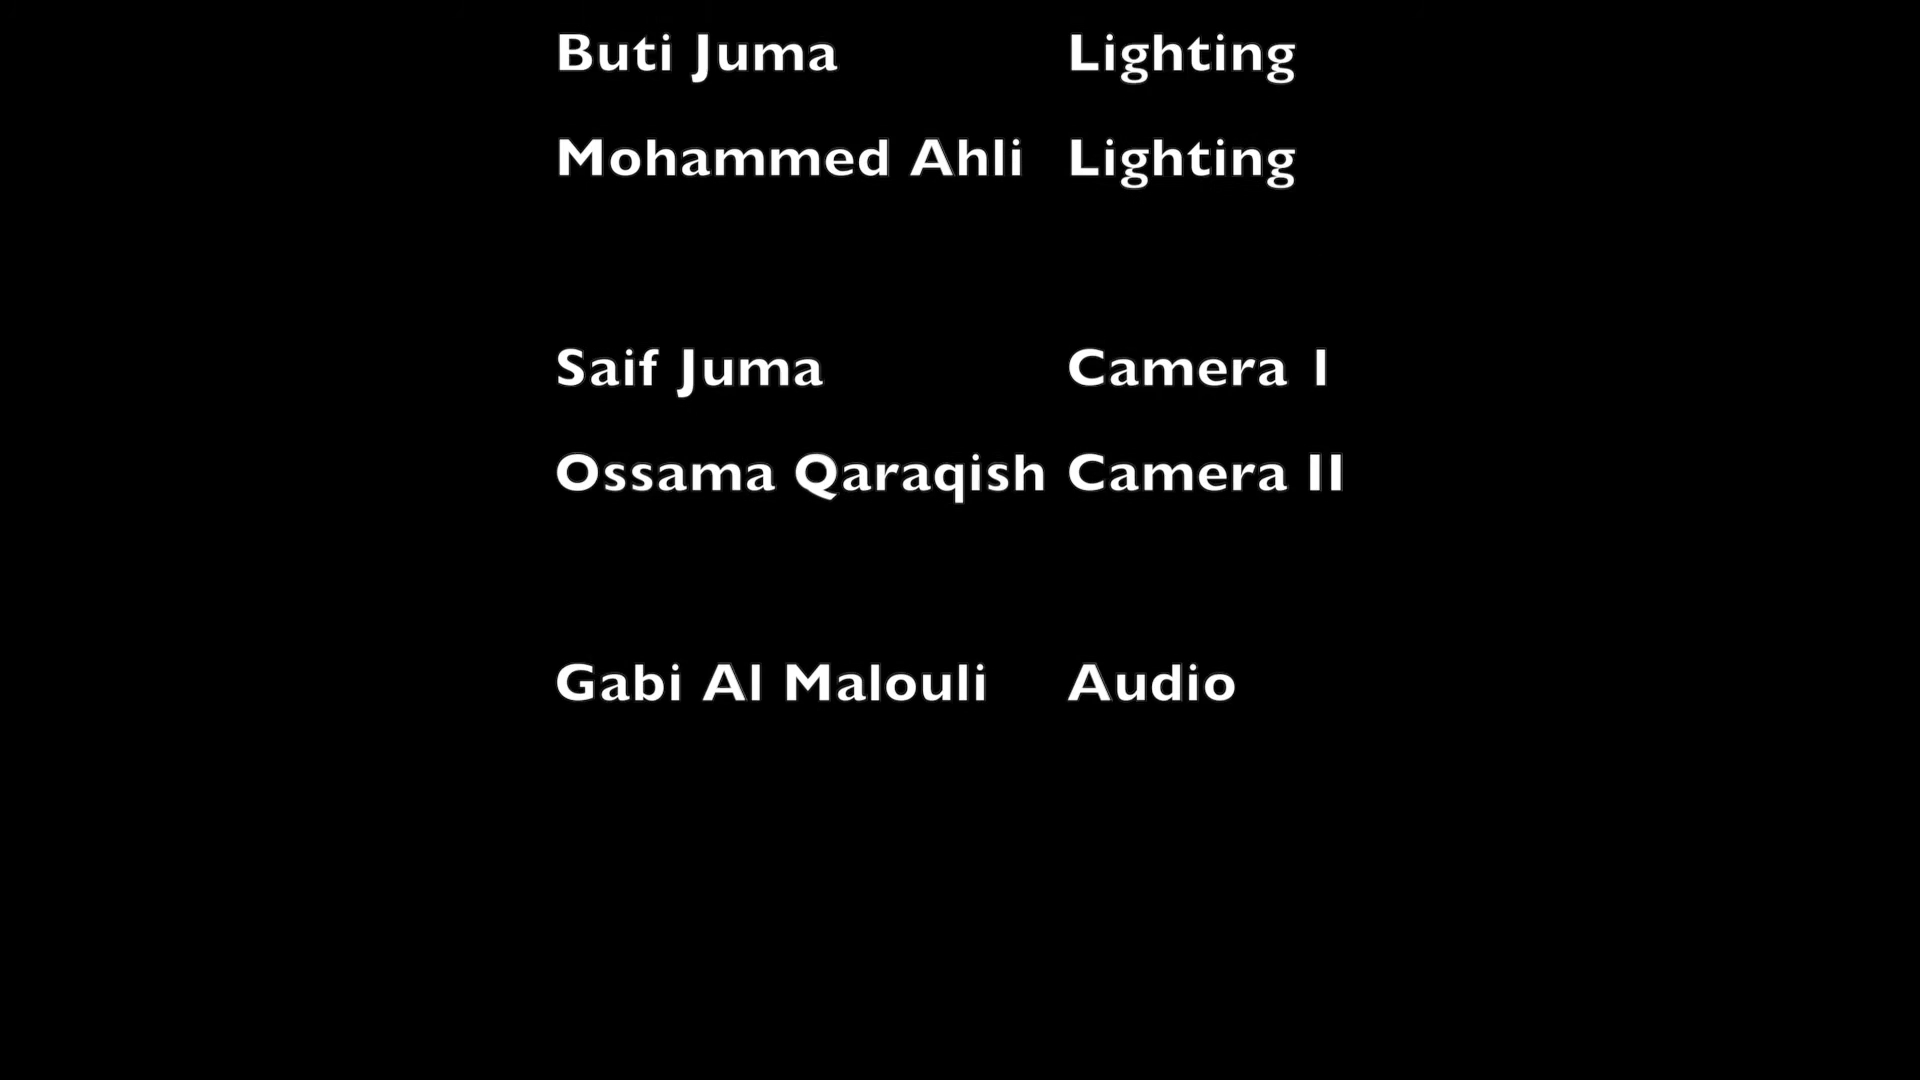 Buti Juma Lighting
Mohammed Ahli Lighting
Saif Juma Camera I
Ossama Qaraqish Camera II
Gabi Al Malouli Audio